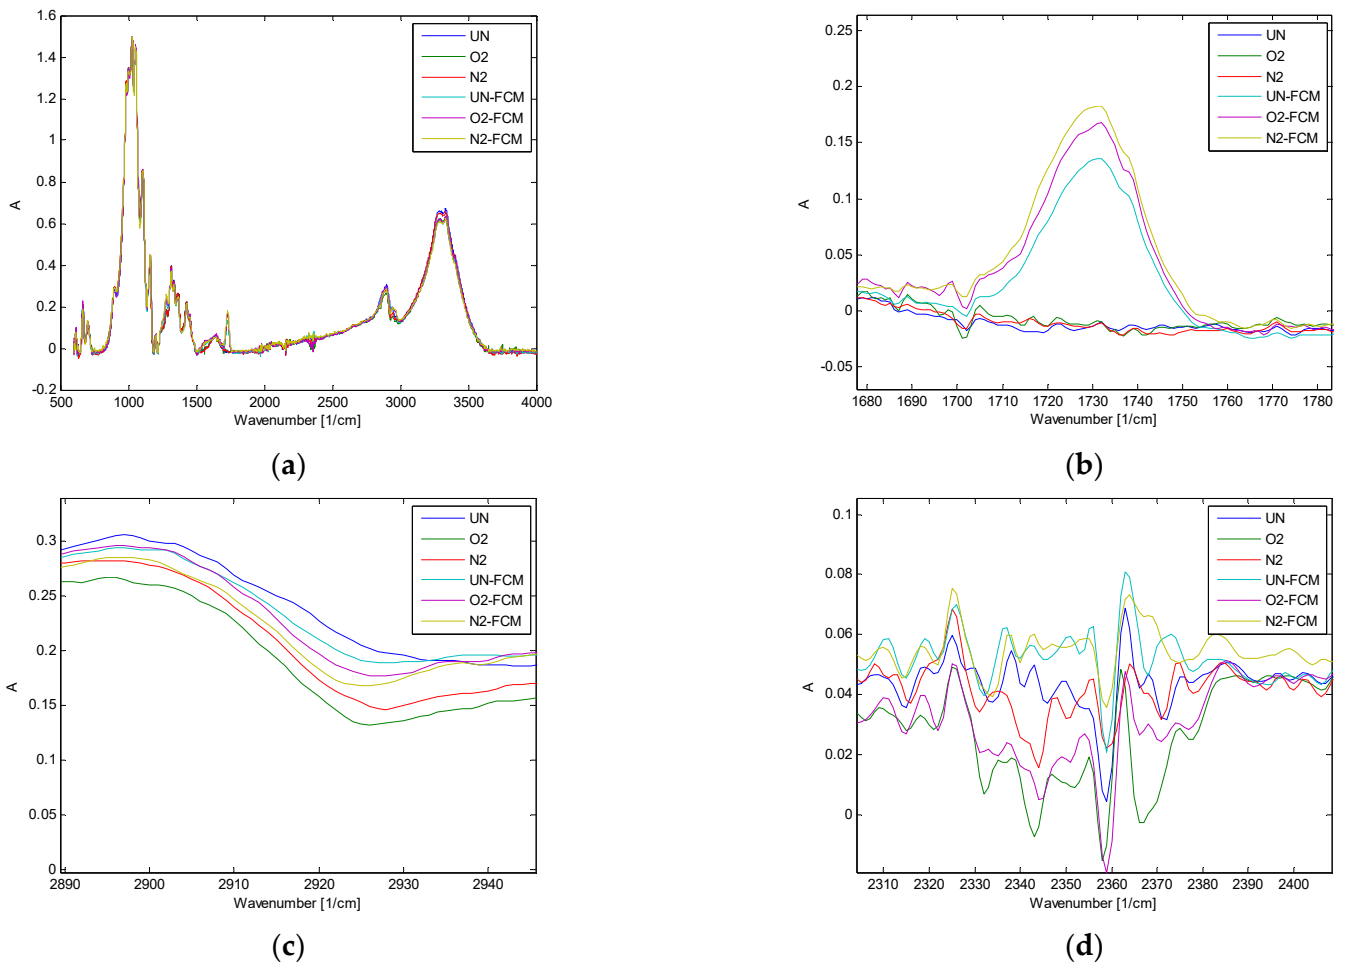 1.6
1.4
1.2
1
0.8
0.6
0.4
0.2
0
-0.2
A
500 1000 1500 2000 2500 3000 3500 4000
Wavenumber [1/cm]
UN
O2
N2
UN-FCM
O2-FCM
N2-FCM
(a)
0.25
0.2
0.15
0.1
0.05
0
-0.05
A
1680 1690 1700 1710 1720 1730 1740 1750 1760 1770 1780
Wavenumber [1/cm]
UN
O2
N2
UN-FCM
O2-FCM
N2-FCM
(b)
0.3
0.25
0.2
0.15
0.1
0.05
0
A
2890 2900 2910 2920 2930 2940
Wavenumber [1/cm]
UN
O2
N2
UN-FCM
O2-FCM
N2-FCM
(c)
0.1
0.08
0.06
0.04
0.02
0
A
2310 2320 2330 2340 2350 2360 2370 2380 2390 2400
Wavenumber [1/cm]
UN
O2
N2
UN-FCM
O2-FCM
N2-FCM
(d)